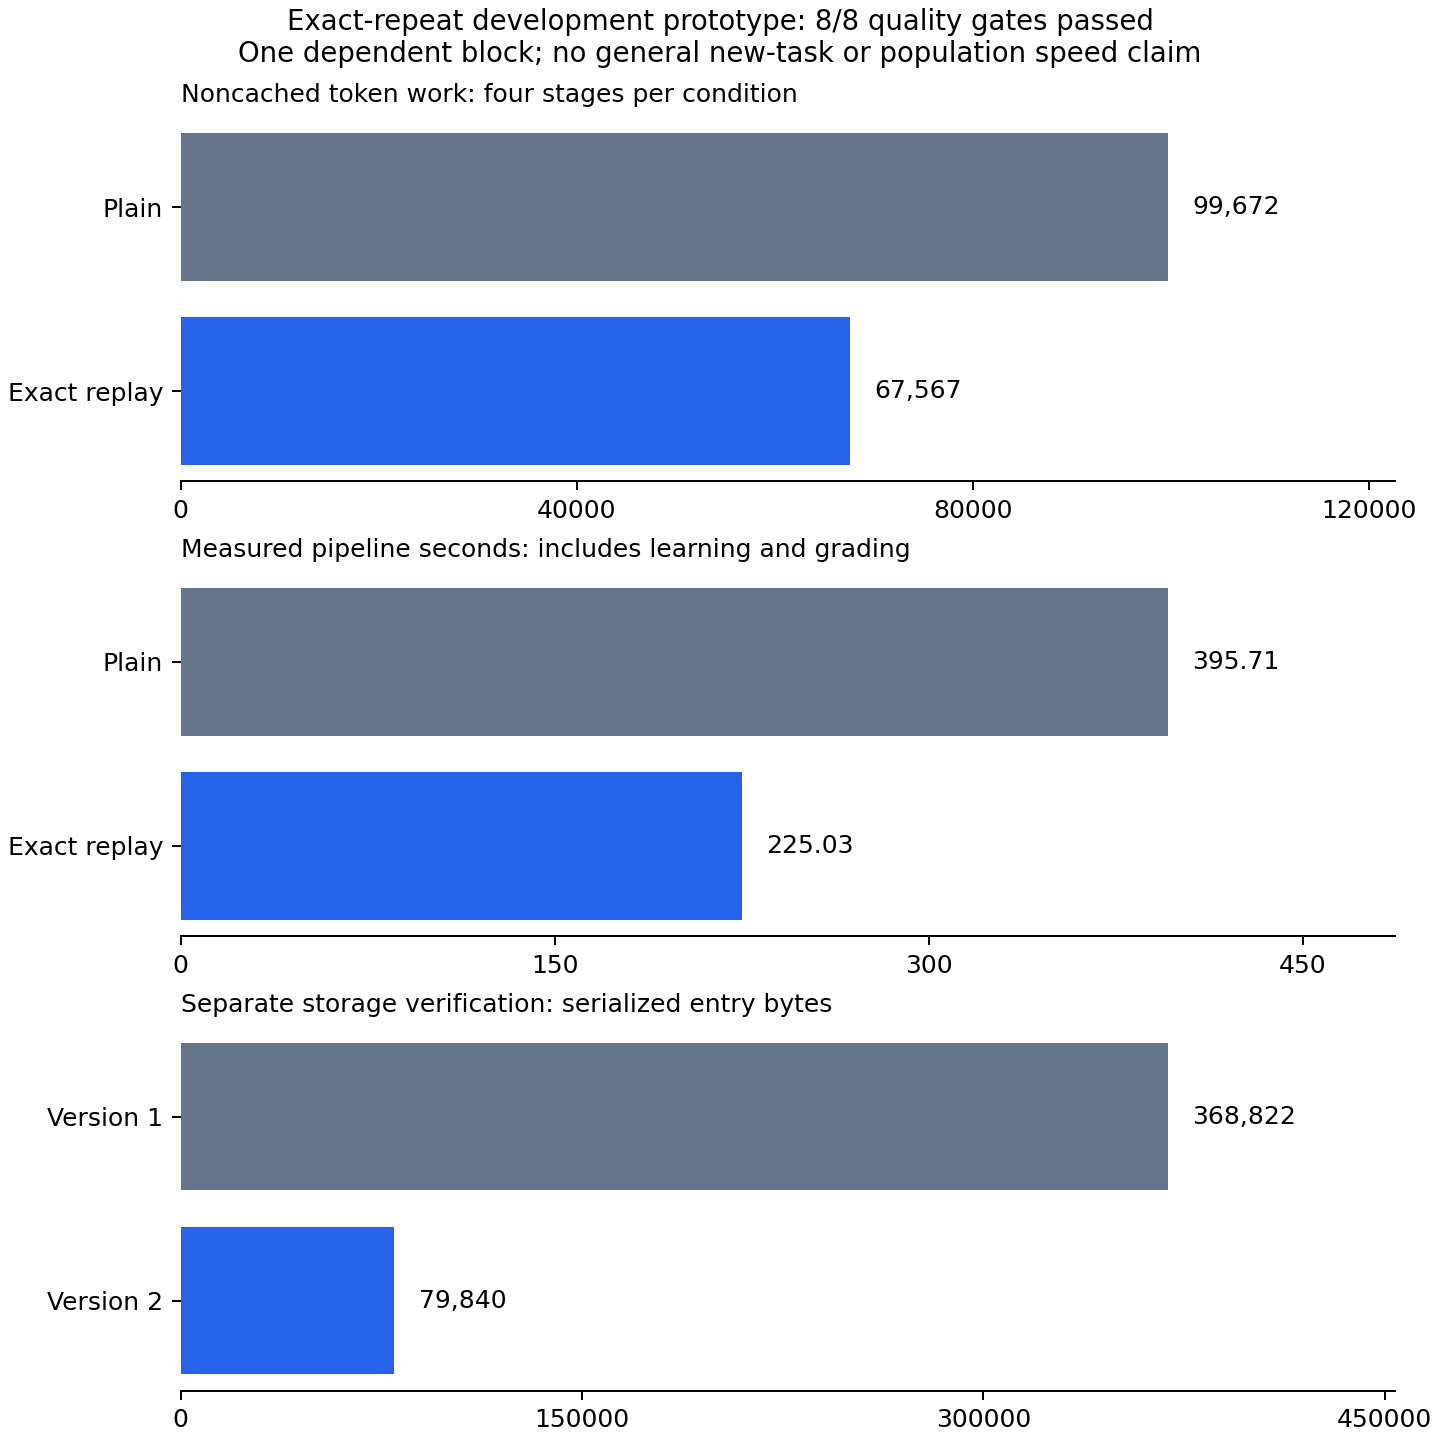 Exact-repeat development prototype: 8/8 quality gates passed
One dependent block; no general new-task or population speed claim
Noncached token work: four stages per condition
Plain
99,672
Exact replay
67,567
0 40000 80000 120000
Measured pipeline seconds: includes learning and grading
Plain
395.71
Exact replay
225.03
0 150 300 450
Separate storage verification: serialized entry bytes
Version 1
368,822
Version 2
79,840
0 150000 300000 450000